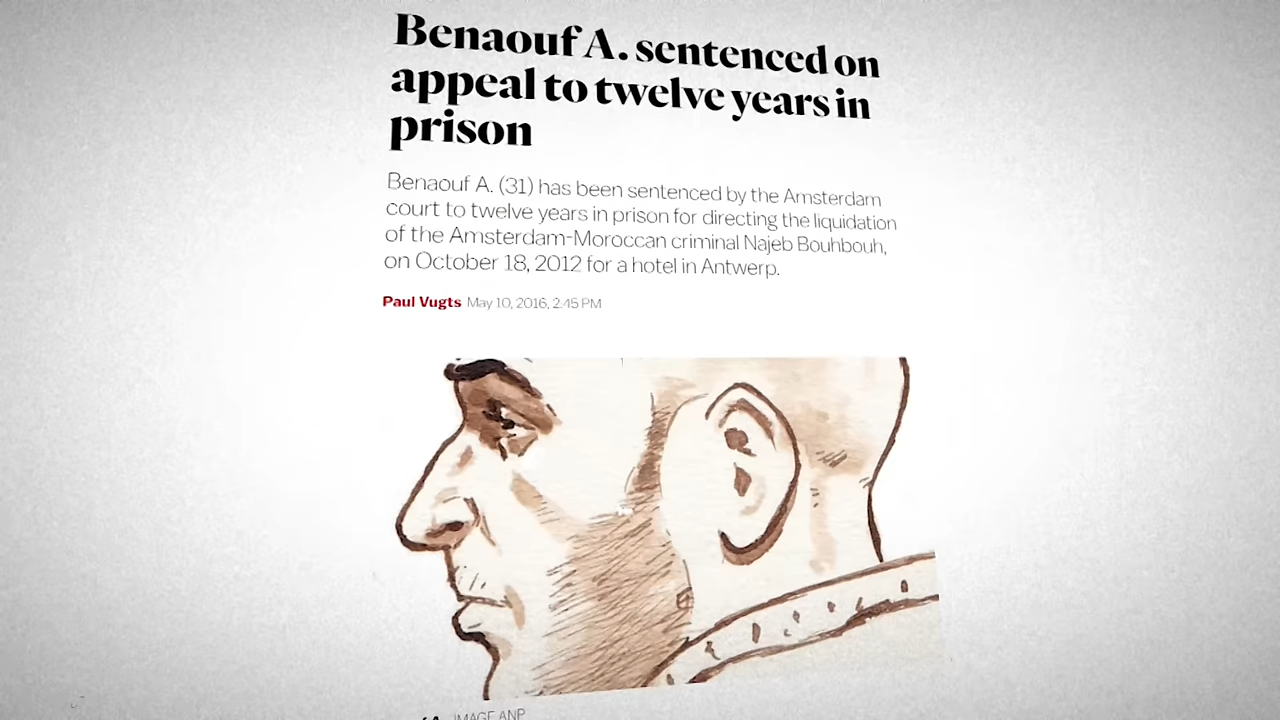 Benaouf A. sentenced on
appeal to twelve years in
prison
Benaouf A. (31) has been sentenced by the Amsterdam
court to twelve years in prison for directing the liquidation
of the Amsterdam-Moroccan criminal Najeb Bouhbouh,
on October 18, 2012 for a hotel in Antwerp.
Paul Vugts May 10, 2016, 2:45 PM
A. IMAGE ANP